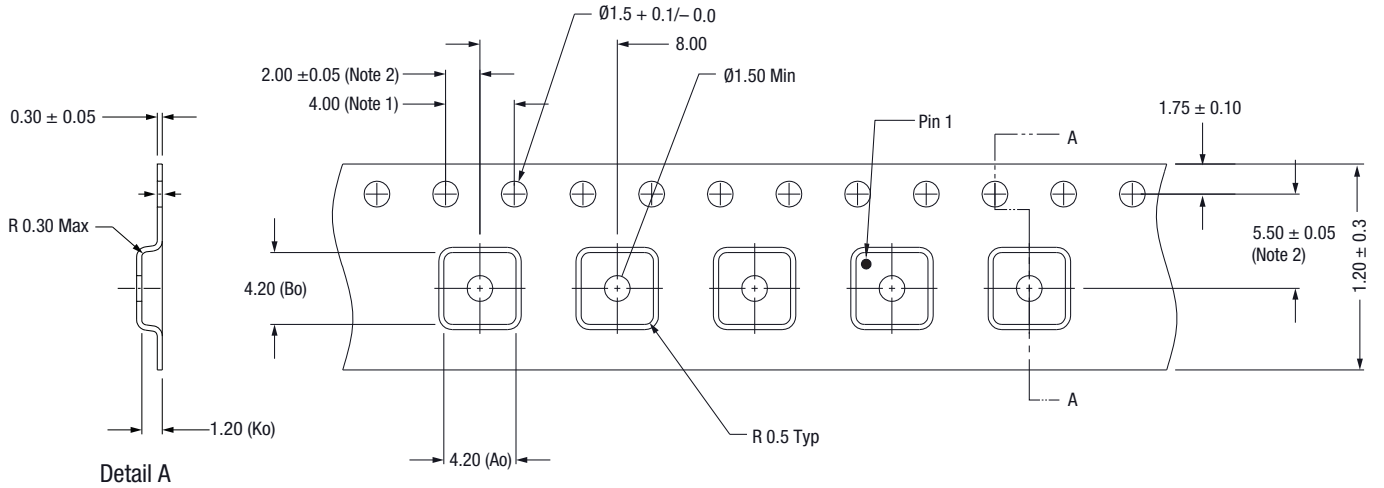 Ø1.5 + 0.1/– 0.0
8.00
2.00 ±0.05 (Note 2)
Ø1.50 Min
4.00 (Note 1)
0.30 ± 0.05
Pin 1
A
1.75 ± 0.10
R 0.30 Max
5.50 ± 0.05
(Note 2)
1.20 ± 0.3
4.20 (Bo)
A
1.20 (Ko)
R 0.5 Typ
4.20 (Ao)
Detail A